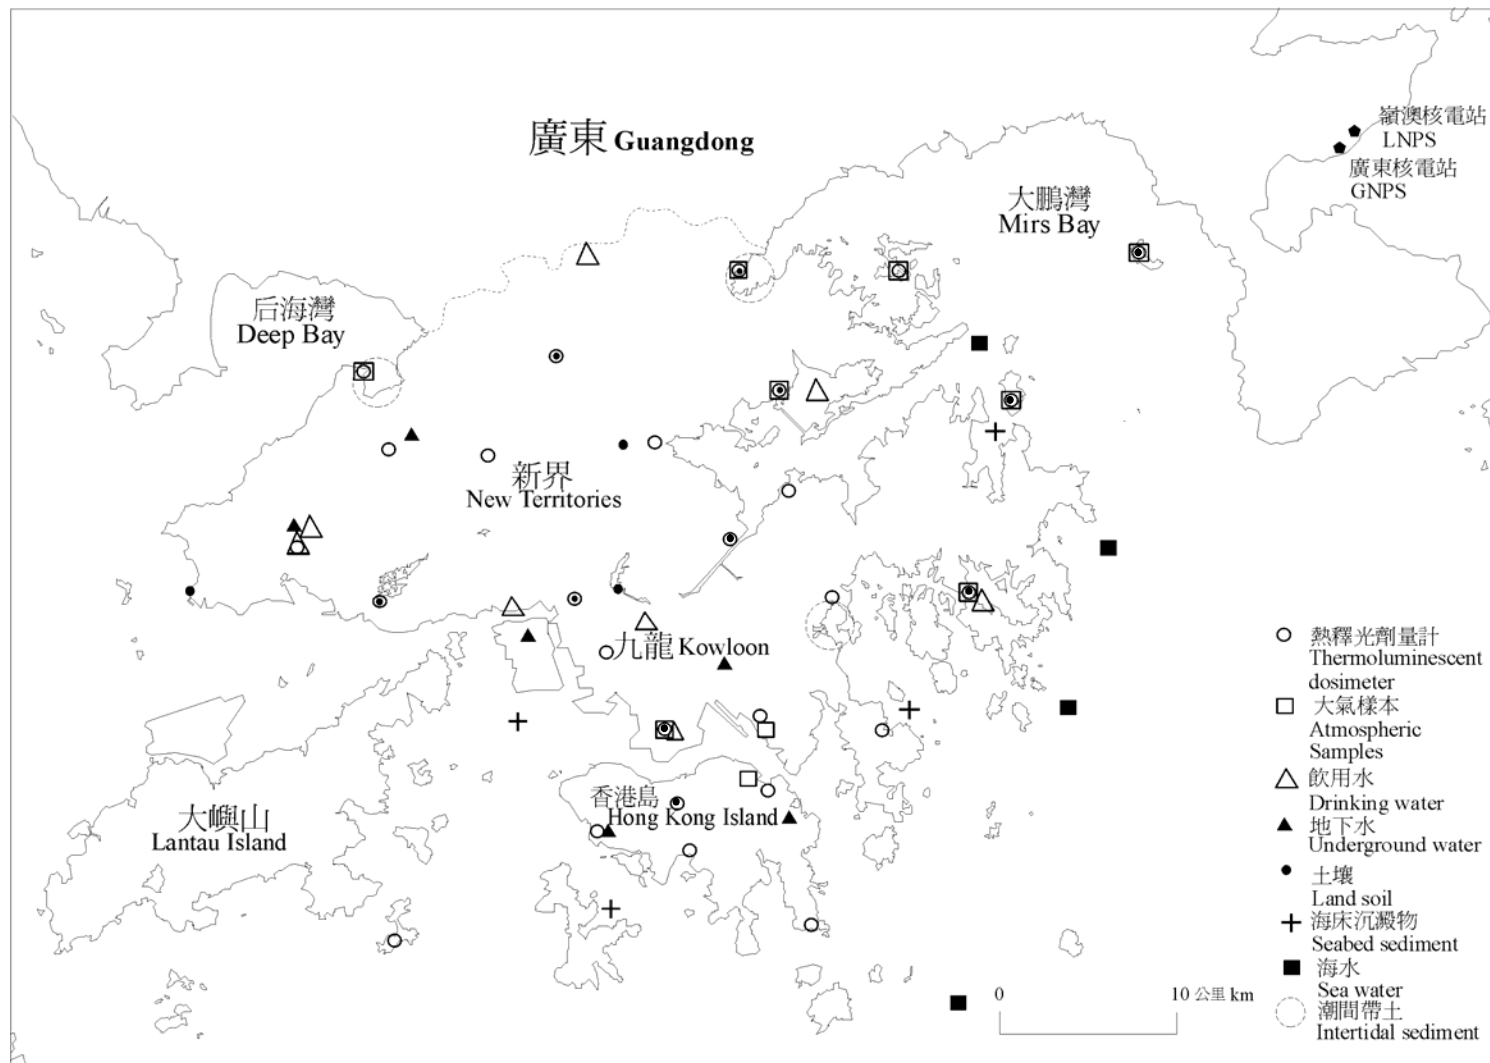 廣東 Guangdong
嶺澳核電站
LNPS
廣東核電站
GNPS
大鵬灣
Mirs Bay
后海灣
Deep Bay
新界
New Territories
九龍 Kowloon
香港島
Hong Kong Island
大嶼山
Lantau Island
熱釋光劑量計
Thermoluminescent
dosimeter
大氣樣本
Atmospheric
Samples
飲用水
Drinking water
地下水
Underground water
土壤
Land soil
海床沉澱物
Seabed sediment
海水
Sea water
潮間帶土
Intertidal sediment
0 10 公里 km